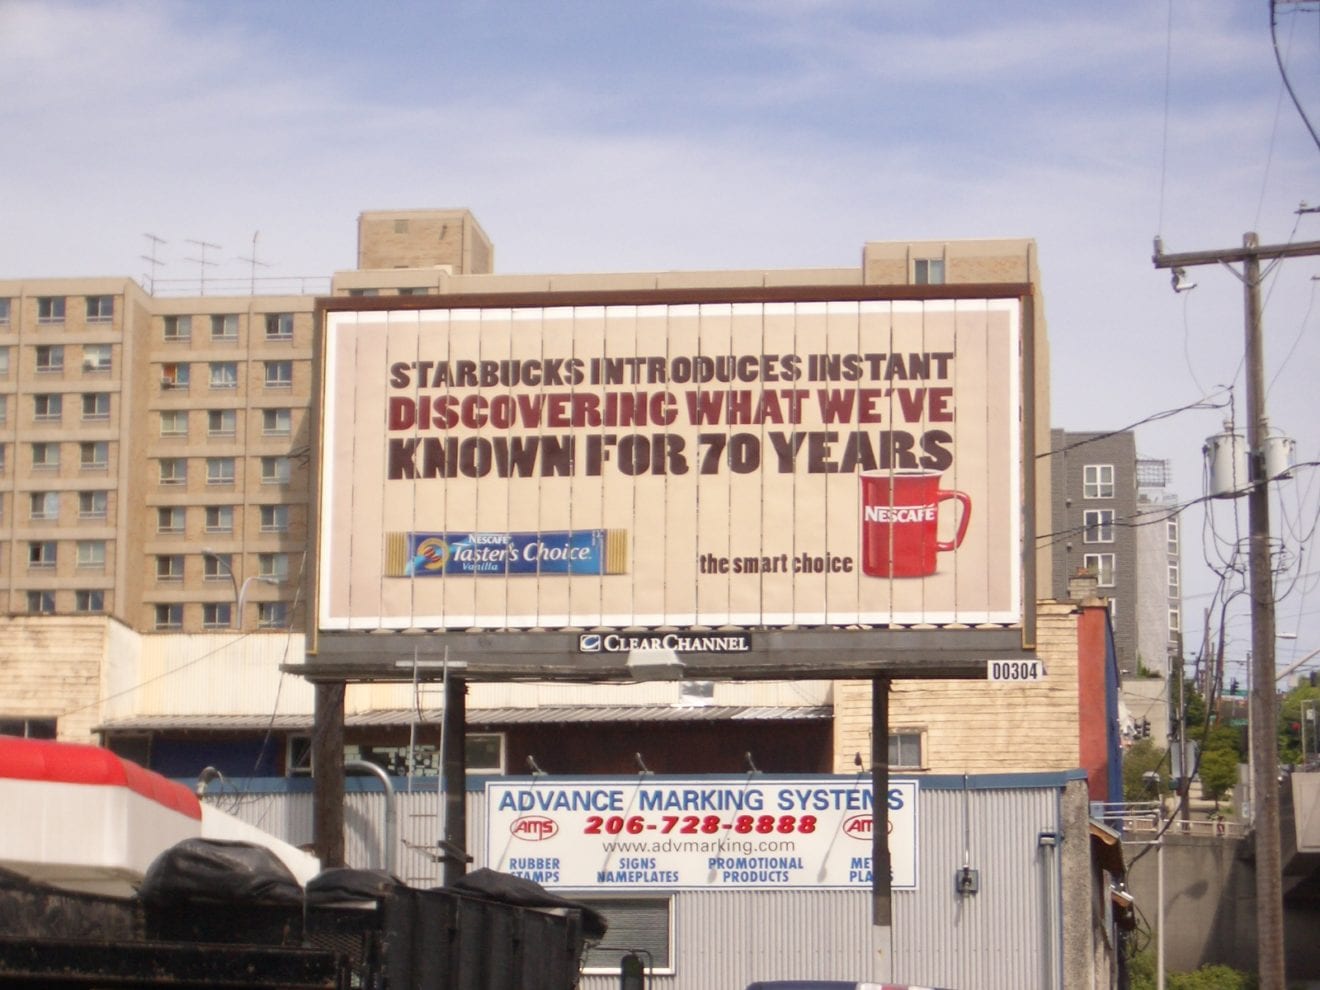 STARBUCKS INTRODUCES INSTANT
DISCOVERING WHAT WE'VE
KNOWN FOR 70 YEARS
NESCAFÉ
NESCAFÉ
Taster's Choice
Vanilla
the smart choice
CLEARCHANNEL
00304
ADVANCE MARKING SYSTEMS
AMS 206-728-8888 AMS
www.advmarking.com
RUBBER SIGNS PROMOTIONAL
STAMPS NAMEPLATES PRODUCTS